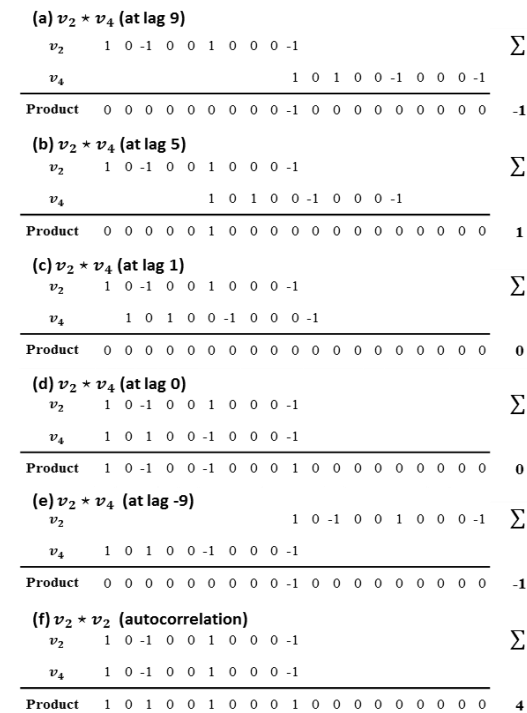 (a) v₂ ⋆ v₄ (at lag 9)
v₂ 1 0 -1 0 0 1 0 0 0 -1 Σ
v₄ 1 0 1 0 0 -1 0 0 0 -1
Product 0 0 0 0 0 0 0 0 0 -1 0 0 0 0 0 0 0 0 0 -1
(b) v₂ ⋆ v₄ (at lag 5)
v₂ 1 0 -1 0 0 1 0 0 0 -1 Σ
v₄ 1 0 1 0 0 -1 0 0 0 -1
Product 0 0 0 0 0 1 0 0 0 0 0 0 0 0 0 0 0 0 0 1
(c) v₂ ⋆ v₄ (at lag 1)
v₂ 1 0 -1 0 0 1 0 0 0 -1 Σ
v₄ 1 0 1 0 0 -1 0 0 0 -1
Product 0 0 0 0 0 0 0 0 0 0 0 0 0 0 0 0 0 0 0 0
(d) v₂ ⋆ v₄ (at lag 0)
v₂ 1 0 -1 0 0 1 0 0 0 -1 Σ
v₄ 1 0 1 0 0 -1 0 0 0 -1
Product 1 0 -1 0 0 -1 0 0 0 1 0 0 0 0 0 0 0 0 0 0
(e) v₂ ⋆ v₄ (at lag -9)
v₂ 1 0 -1 0 0 1 0 0 0 -1 Σ
v₄ 1 0 1 0 0 -1 0 0 0 -1
Product 0 0 0 0 0 0 0 0 0 -1 0 0 0 0 0 0 0 0 0 -1
(f) v₂ ⋆ v₂ (autocorrelation)
v₂ 1 0 -1 0 0 1 0 0 0 -1 Σ
v₄ 1 0 -1 0 0 1 0 0 0 -1
Product 1 0 1 0 0 1 0 0 0 1 0 0 0 0 0 0 0 0 0 4